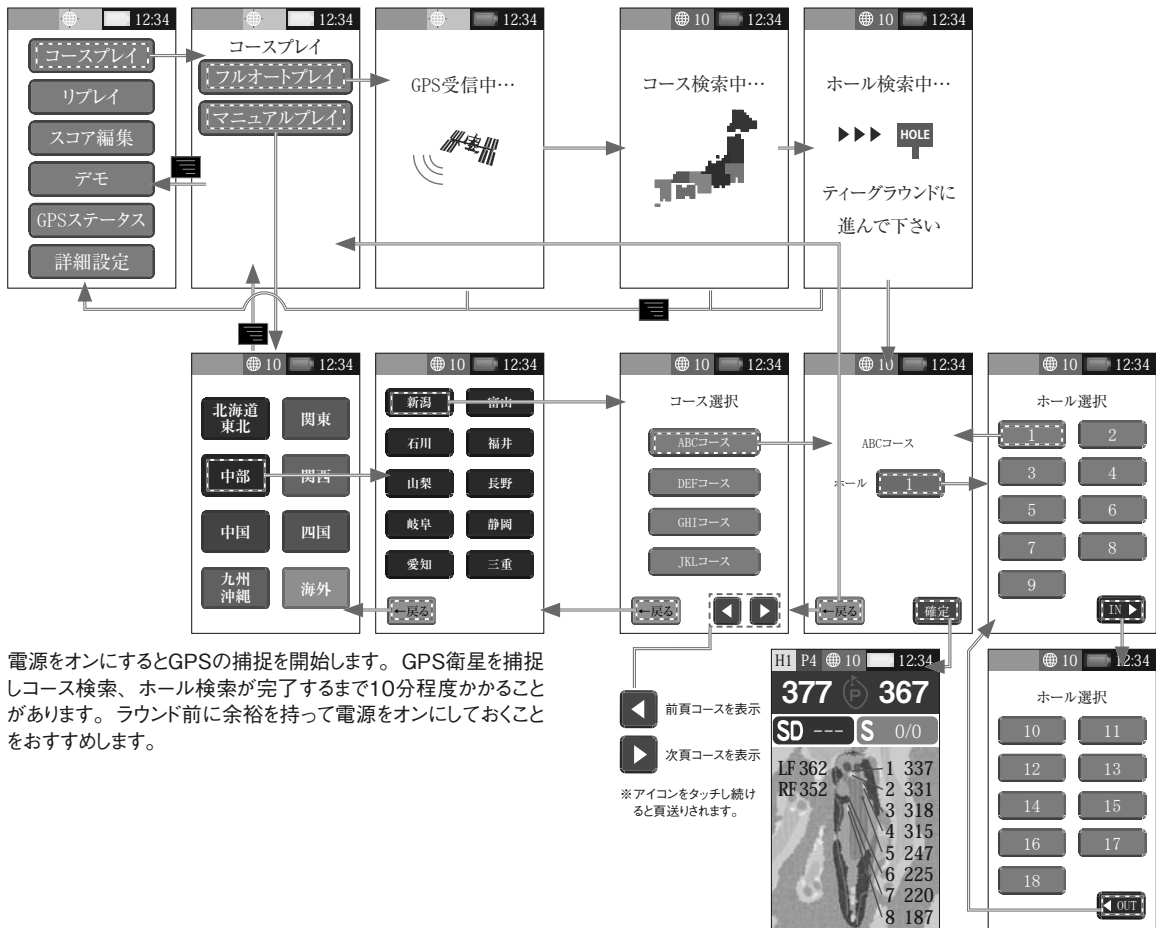 12:34
コースプレイ
リプレイ
スコア編集
デモ
GPSステータス
詳細設定
12:34
コースプレイ
フルオートプレイ
マニュアルプレイ
12:34
GPS受信中…
10 12:34
コース検索中…
10 12:34
ホール検索中…
HOLE
ティーグラウンドに
進んで下さい
10 12:34
北海道
東北
関東
中部
関西
中国
四国
九州
沖縄
海外
10 12:34
新潟 富山
石川 福井
山梨 長野
岐阜 静岡
愛知 三重
←戻る
10 12:34
コース選択
ABCコース
DEFコース
GHIコース
JKLコース
←戻る
10 12:34
ABCコース
ホール 1
←戻る 確定
10 12:34
ホール選択
1 2
3 4
5 6
7 8
9
IN
電源をオンにするとGPSの捕捉を開始します。GPS衛星を捕捉
しコース検索、ホール検索が完了するまで10分程度かかること
があります。ラウンド前に余裕を持って電源をオンにしておくこと
をおすすめします。
前頁コースを表示
次頁コースを表示
※アイコンをタッチし続け
ると頁送りされます。
H1 P4 10 12:34
377 P 367
SD --- S 0/0
LF 362 1 337
RF 352 2 331
3 318
4 315
5 247
6 225
7 220
8 187
10 12:34
ホール選択
10 11
12 13
14 15
16 17
18
OUT